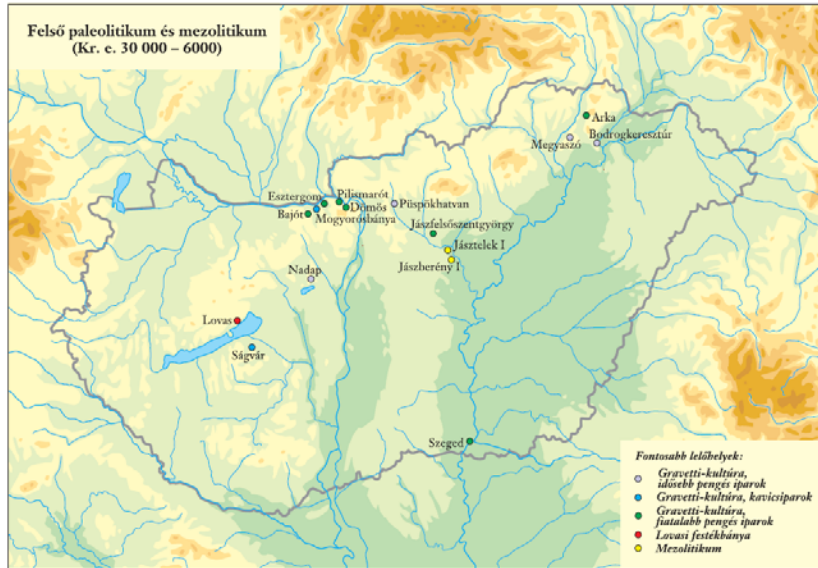 Felső paleolitikum és mezolitikum
(Kr. e. 30 000 – 6000)
Arka
Megyaszó
Bodrogkeresztúr
Esztergom
Pilismarót
Püspökhatvan
Bajót
Dömös
Mogyorósbánya
Jászfelsőszentgyörgy
Jásztelek I
Jászberény I
Nadap
Lovas
Ságvár
Szeged
Fontosabb lelőhelyek:
Gravetti-kultúra,
idősebb pengés iparok
Gravetti-kultúra, kavicsiparok
Gravetti-kultúra,
fiatalabb pengés iparok
Lovasi festékbánya
Mezolitikum